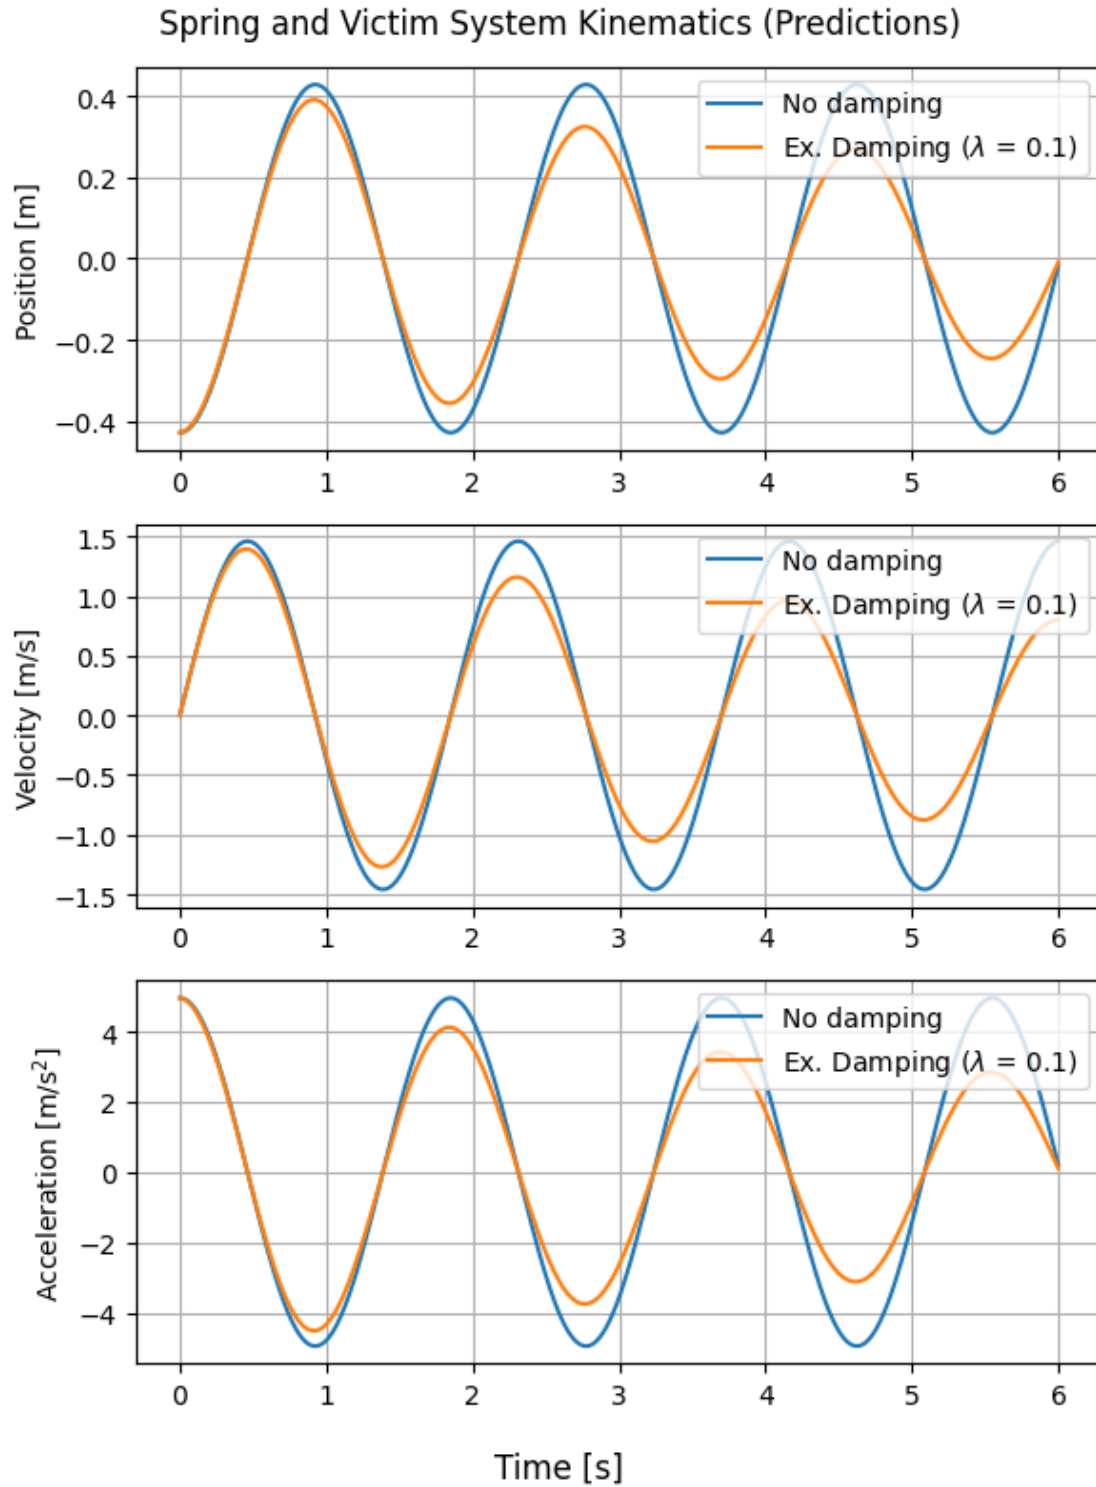 Spring and Victim System Kinematics (Predictions)
Position [m]
0.4
0.2
0.0
−0.2
−0.4
No damping
Ex. Damping (λ = 0.1)
0 1 2 3 4 5 6
Velocity [m/s]
1.5
1.0
0.5
0.0
−0.5
−1.0
−1.5
No damping
Ex. Damping (λ = 0.1)
0 1 2 3 4 5 6
Acceleration [m/s²]
4
2
0
−2
−4
No damping
Ex. Damping (λ = 0.1)
0 1 2 3 4 5 6
Time [s]